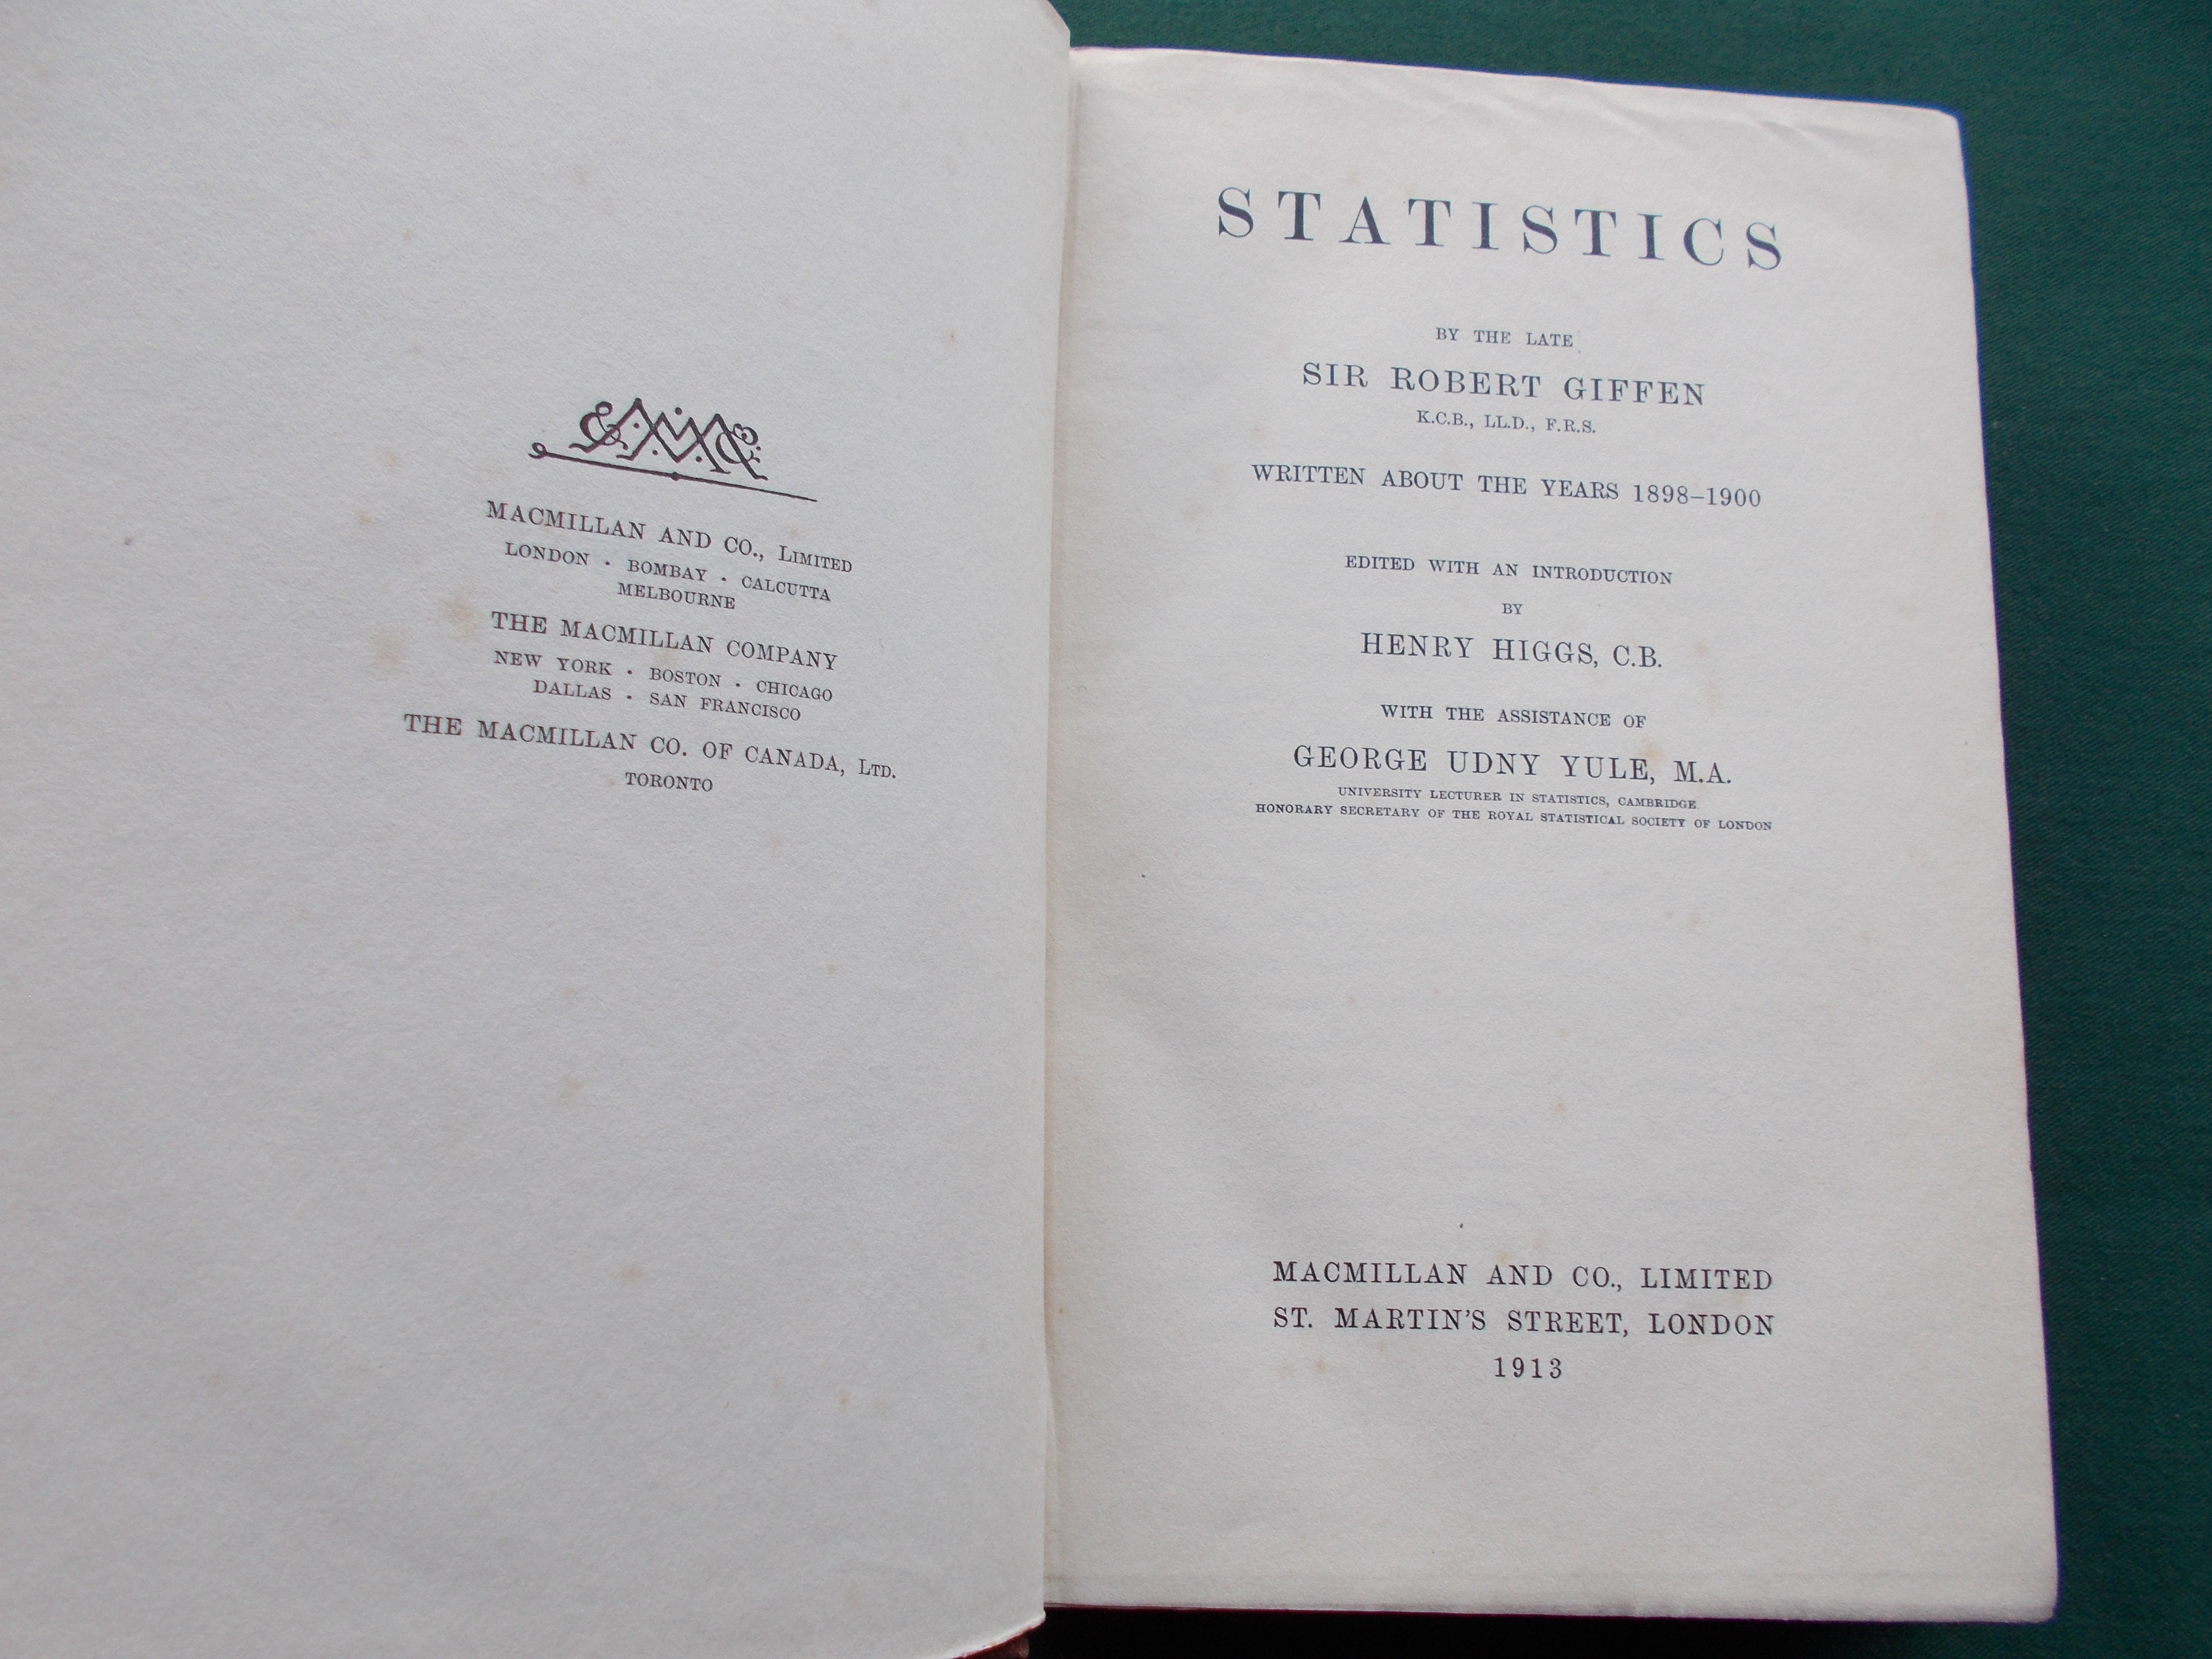 MACMILLAN AND CO., LIMITED
LONDON · BOMBAY · CALCUTTA
MELBOURNE
THE MACMILLAN COMPANY
NEW YORK · BOSTON · CHICAGO
DALLAS · SAN FRANCISCO
THE MACMILLAN CO. OF CANADA, LTD.
TORONTO
STATISTICS
BY THE LATE
SIR ROBERT GIFFEN
K.C.B., LL.D., F.R.S.
WRITTEN ABOUT THE YEARS 1898–1900
EDITED WITH AN INTRODUCTION
BY
HENRY HIGGS, C.B.
WITH THE ASSISTANCE OF
GEORGE UDNY YULE, M.A.
UNIVERSITY LECTURER IN STATISTICS, CAMBRIDGE
HONORARY SECRETARY OF THE ROYAL STATISTICAL SOCIETY OF LONDON
MACMILLAN AND CO., LIMITED
ST. MARTIN'S STREET, LONDON
1913